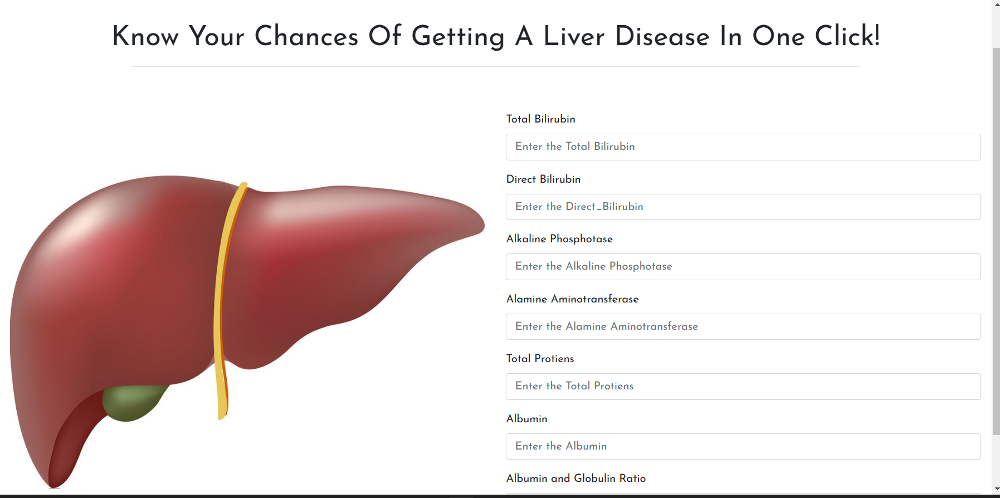 Know Your Chances Of Getting A Liver Disease In One Click!
Total Bilirubin
Enter the Total Bilirubin
Direct Bilirubin
Enter the Direct_Bilirubin
Alkaline Phosphotase
Enter the Alkaline Phosphotase
Alamine Aminotransferase
Enter the Alamine Aminotransferase
Total Protiens
Enter the Total Protiens
Albumin
Enter the Albumin
Albumin and Globulin Ratio